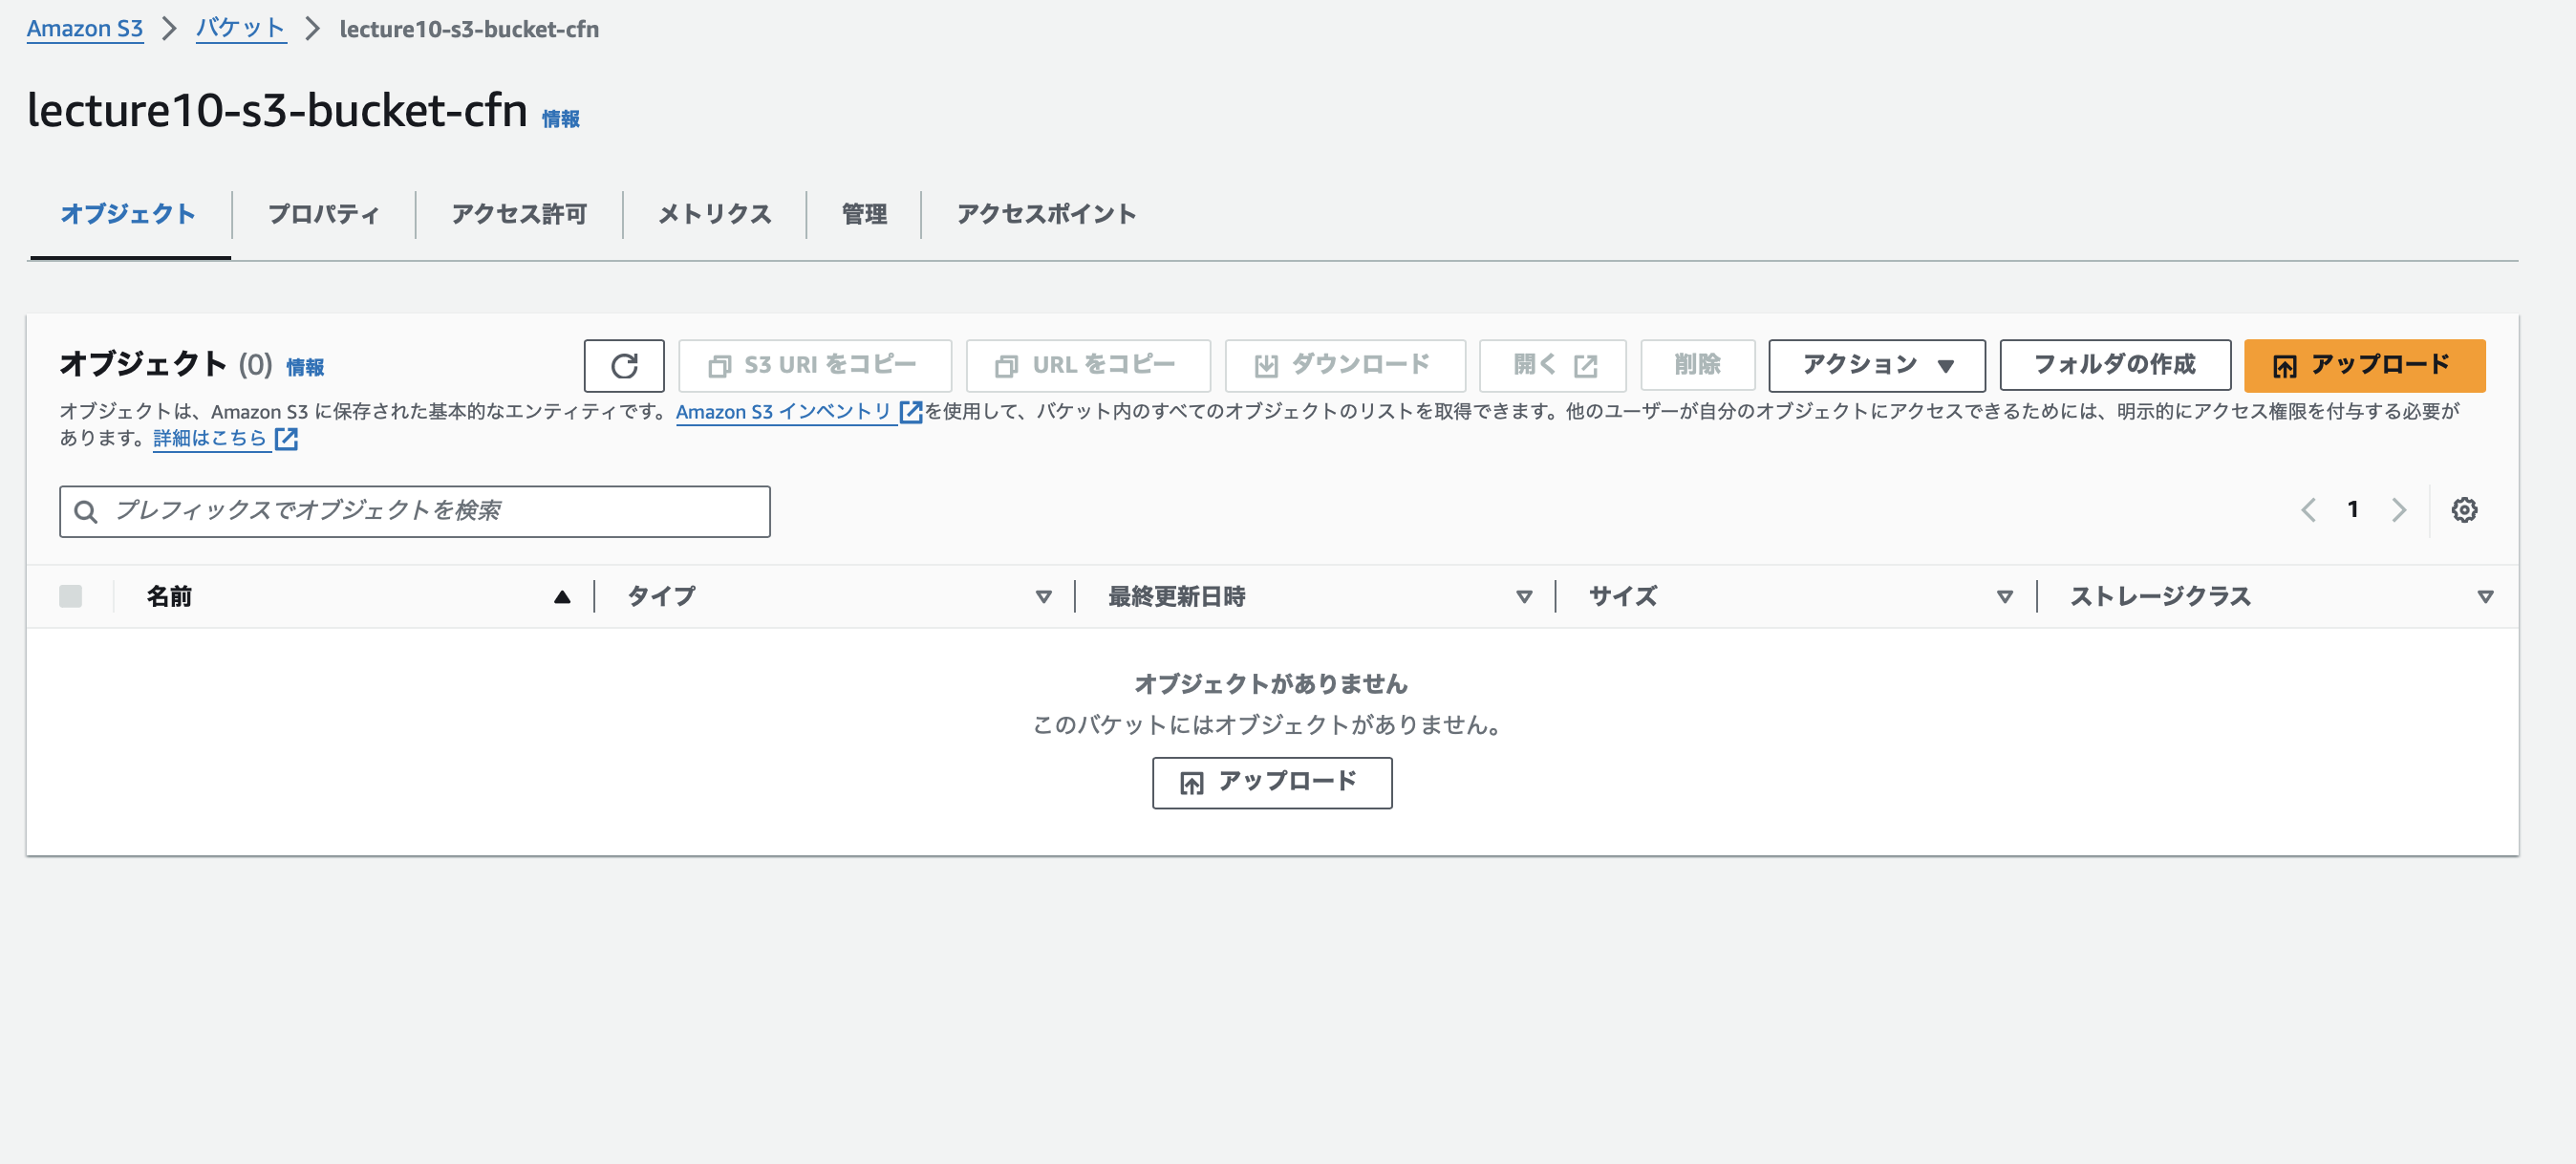 Amazon S3 > バケット > lecture10-s3-bucket-cfn
lecture10-s3-bucket-cfn 情報
オブジェクト プロパティ アクセス許可 メトリクス 管理 アクセスポイント
オブジェクト (0) 情報 S3 URI をコピー URL をコピー ダウンロード 開く 削除 アクション フォルダの作成 アップロード
オブジェクトは、Amazon S3 に保存された基本的なエンティティです。Amazon S3 インベントリ を使用して、バケット内のすべてのオブジェクトのリストを取得できます。他のユーザーが自分のオブジェクトにアクセスできるためには、明示的にアクセス権限を付与する必要が
あります。詳細はこちら
プレフィックスでオブジェクトを検索 1
名前 タイプ 最終更新日時 サイズ ストレージクラス
オブジェクトがありません
このバケットにはオブジェクトがありません。
アップロード